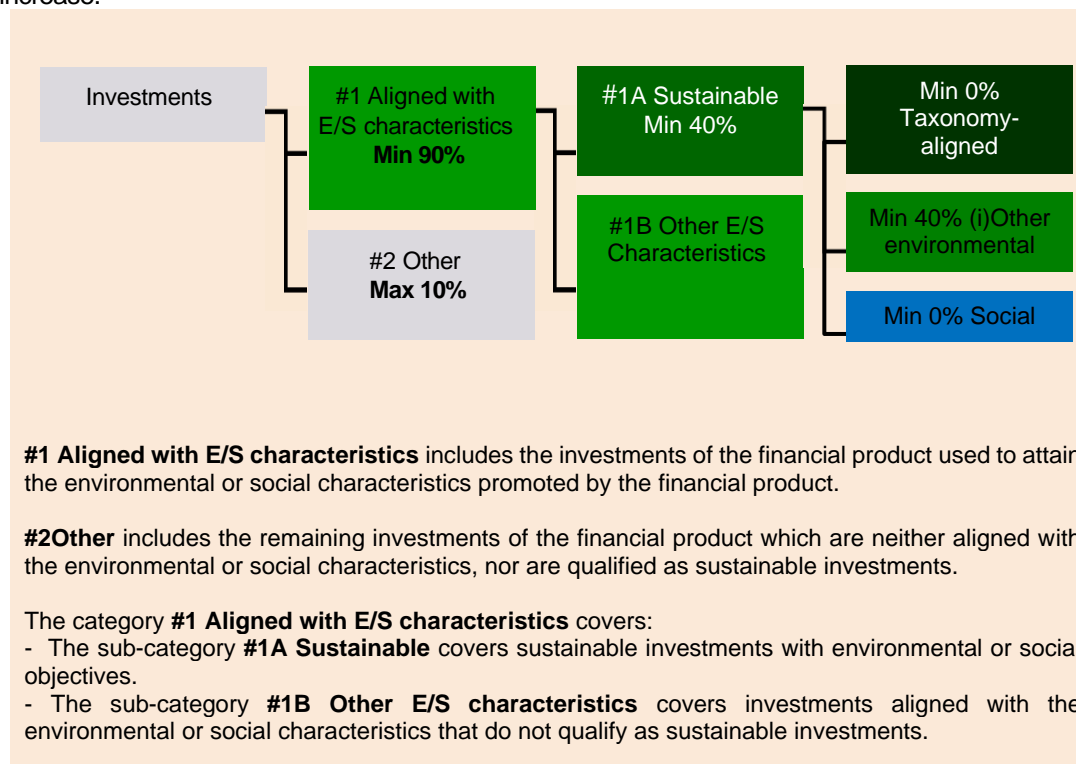 increase.
Investments
#1 Aligned with
E/S characteristics
Min 90%
#2 Other
Max 10%
#1A Sustainable
Min 40%
#1B Other E/S
Characteristics
Min 0%
Taxonomy-
aligned
Min 40% (i)Other
environmental
Min 0% Social
#1 Aligned with E/S characteristics includes the investments of the financial product used to attain
the environmental or social characteristics promoted by the financial product.
#2Other includes the remaining investments of the financial product which are neither aligned with
the environmental or social characteristics, nor are qualified as sustainable investments.
The category #1 Aligned with E/S characteristics covers:
- The sub-category #1A Sustainable covers sustainable investments with environmental or social
objectives.
- The sub-category #1B Other E/S characteristics covers investments aligned with the
environmental or social characteristics that do not qualify as sustainable investments.